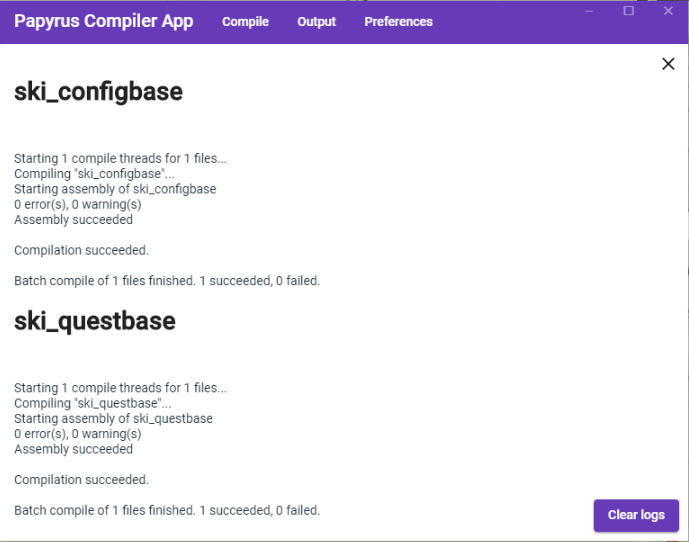 Papyrus Compiler App Compile Output Preferences
ski_configbase
Starting 1 compile threads for 1 files...
Compiling "ski_configbase"...
Starting assembly of ski_configbase
0 error(s), 0 warning(s)
Assembly succeeded
Compilation succeeded.
Batch compile of 1 files finished. 1 succeeded, 0 failed.
ski_questbase
Starting 1 compile threads for 1 files...
Compiling "ski_questbase"...
Starting assembly of ski_questbase
0 error(s), 0 warning(s)
Assembly succeeded
Compilation succeeded.
Batch compile of 1 files finished. 1 succeeded, 0 failed.
Clear logs